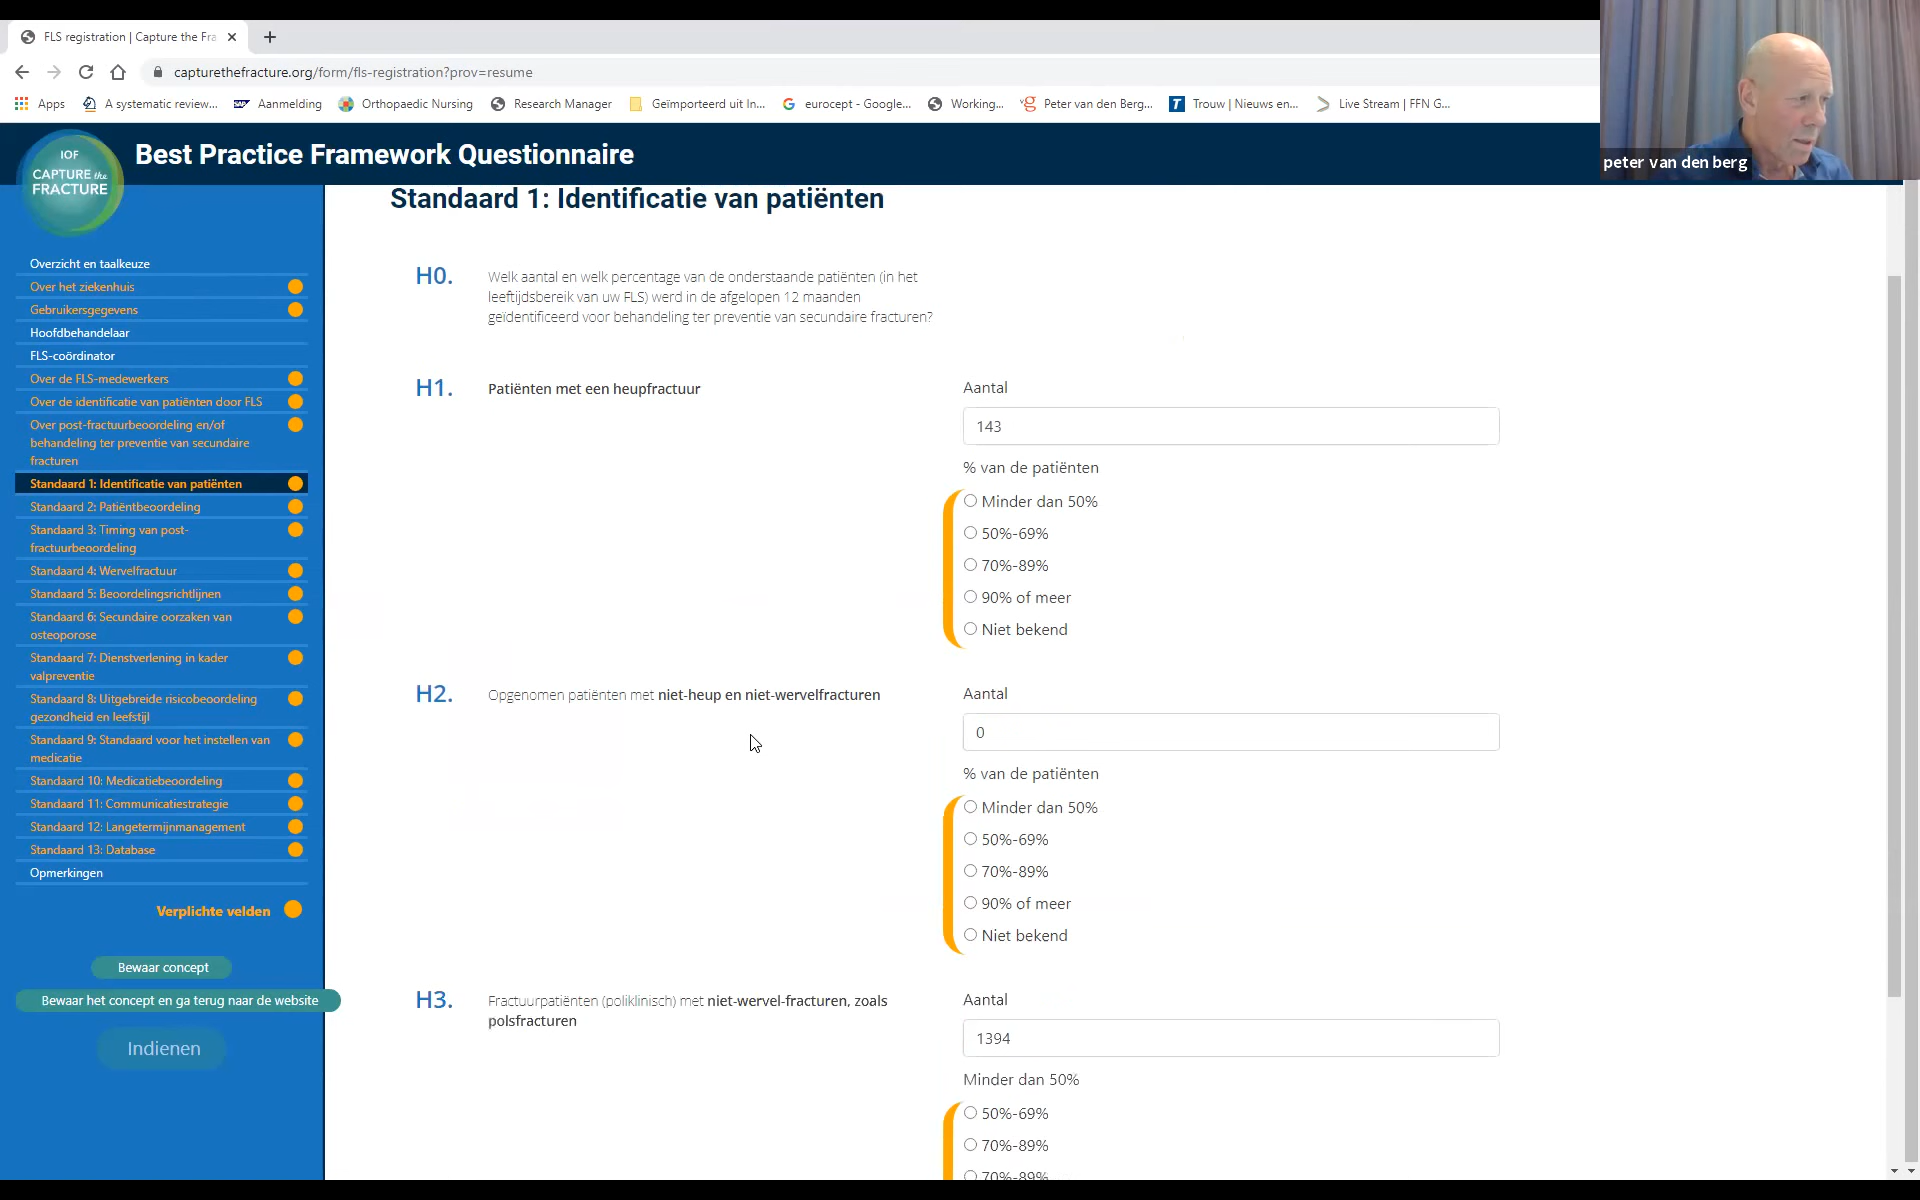 FLS registration | Capture the Fra
capturethefracture.org/form/fls-registration?prov=resume
Apps
A systematic review...
Aanmelding
Orthopaedic Nursing
Research Manager
Geïmporteerd uit In...
eurocept - Google...
Working...
Peter van den Berg...
Trouw | Nieuws en...
Live Stream | FFN G...
peter van den berg
IOF
CAPTURE the
FRACTURE
Best Practice Framework Questionnaire
Overzicht en taalkeuze
Over het ziekenhuis
Gebruikersgegevens
Hoofdbehandelaar
FLS-coördinator
Over de FLS-medewerkers
Over de identificatie van patiënten door FLS
Over post-fractuurbeoordeling en/of
behandeling ter preventie van secundaire
fracturen
Standaard 1: Identificatie van patiënten
Standaard 2: Patiëntbeoordeling
Standaard 3: Timing van post-
fractuurbeoordeling
Standaard 4: Wervelfractuur
Standaard 5: Beoordelingsrichtlijnen
Standaard 6: Secundaire oorzaken van
osteoporose
Standaard 7: Dienstverlening in kader
valpreventie
Standaard 8: Uitgebreide risicobeoordeling
gezondheid en leefstijl
Standaard 9: Standaard voor het instellen van
medicatie
Standaard 10: Medicatiebeoordeling
Standaard 11: Communicatiestrategie
Standaard 12: Langetermijnmanagement
Standaard 13: Database
Opmerkingen
Verplichte velden
Bewaar concept
Bewaar het concept en ga terug naar de website
Indienen
Standaard 1: Identificatie van patiënten
H0.
Welk aantal en welk percentage van de onderstaande patiënten (in het
leeftijdsbereik van uw FLS) werd in de afgelopen 12 maanden
geïdentificeerd voor behandeling ter preventie van secundaire fracturen?
H1.
Patiënten met een heupfractuur
Aantal
143
% van de patiënten
Minder dan 50%
50%-69%
70%-89%
90% of meer
Niet bekend
H2.
Opgenomen patiënten met niet-heup en niet-wervelfracturen
Aantal
0
% van de patiënten
Minder dan 50%
50%-69%
70%-89%
90% of meer
Niet bekend
H3.
Fractuurpatiënten (poliklinisch) met niet-wervel-fracturen, zoals
polsfracturen
Aantal
1394
Minder dan 50%
50%-69%
70%-89%
70%-89%